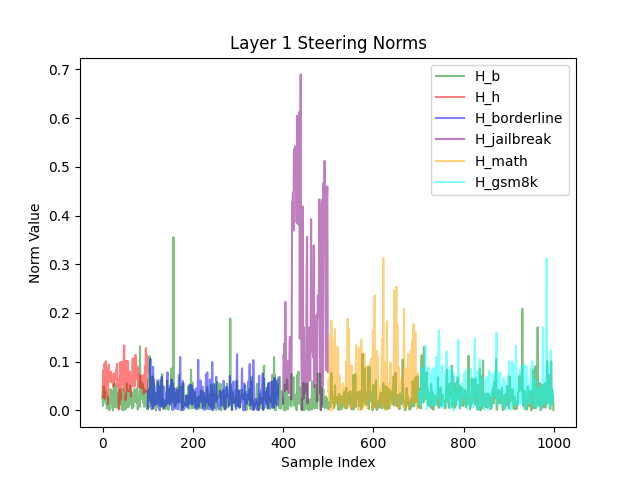 Layer 1 Steering Norms
H_b
H_h
H_borderline
H_jailbreak
H_math
H_gsm8k
Norm Value
0.7
0.6
0.5
0.4
0.3
0.2
0.1
0.0
0 200 400 600 800 1000
Sample Index